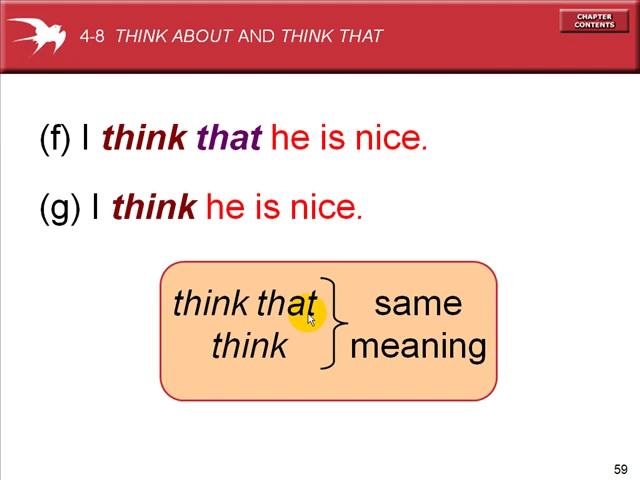 4-8 THINK ABOUT AND THINK THAT
CHAPTER
CONTENTS
(f) I think that he is nice.
(g) I think he is nice.
think that
think
same
meaning
59